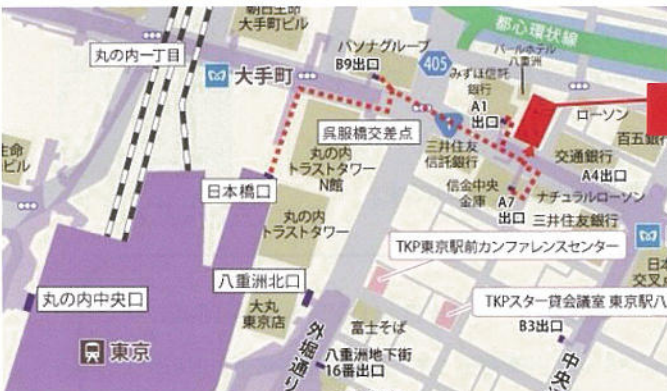 朝日生命
大手町ビル
丸の内一丁目
大手町
パソナグループ
B9出口
405
都心環状線
パールホテル
八重洲
みずほ信託
銀行
A1
出口
ローソン
百五銀行
呉服橋交差点
三井住友
信託銀行
交通銀行
A4出口
生命
ビル
丸の内
トラストタワー
N館
日本橋口
信金中央
金庫
A7
出口
ナチュラルローソン
三井住友銀行
丸の内
トラストタワー
TKP東京駅前カンファレンスセンター
日本
交叉
八重洲北口
丸の内中央口
大丸
東京店
TKPスター貸会議室 東京駅八
B3出口
富士そば
東京
外堀通り
八重洲地下街
16番出口
中央